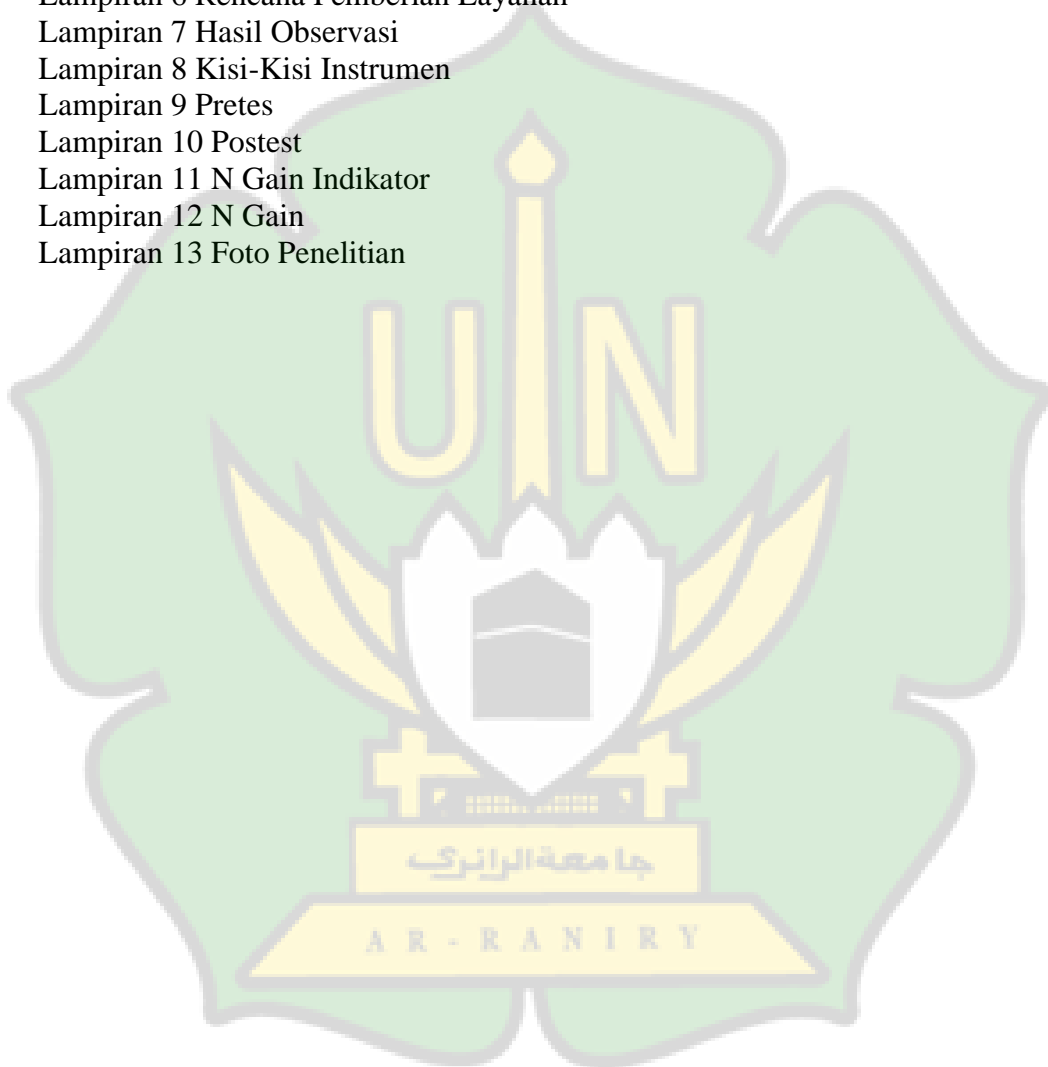 Lampiran 6 Rencana Pemberian Layanan
Lampiran 7 Hasil Observasi
Lampiran 8 Kisi-Kisi Instrumen
Lampiran 9 Pretes
Lampiran 10 Postest
Lampiran 11 N Gain Indikator
Lampiran 12 N Gain
Lampiran 13 Foto Penelitian
UIN
جامعة الرانري
AR-RANIRY